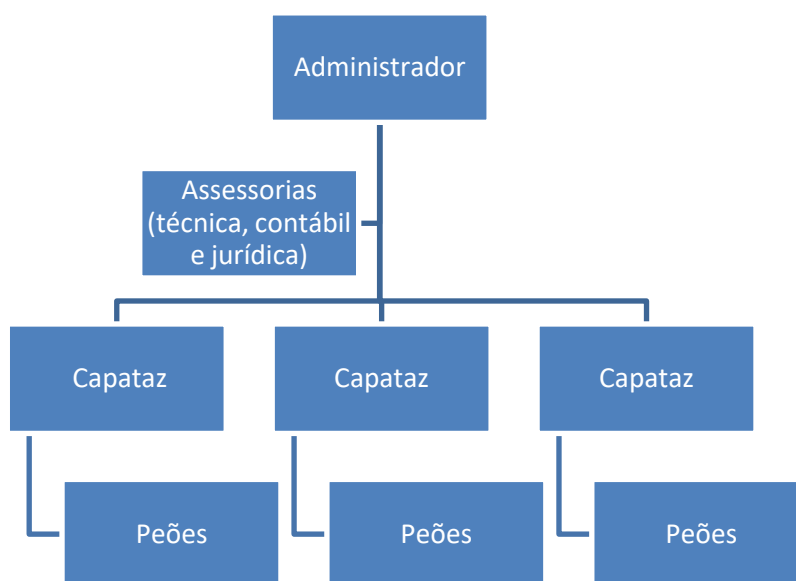 Administrador
Assessorias
(técnica, contábil
e jurídica)
Capataz
Capataz
Capataz
Peões
Peões
Peões